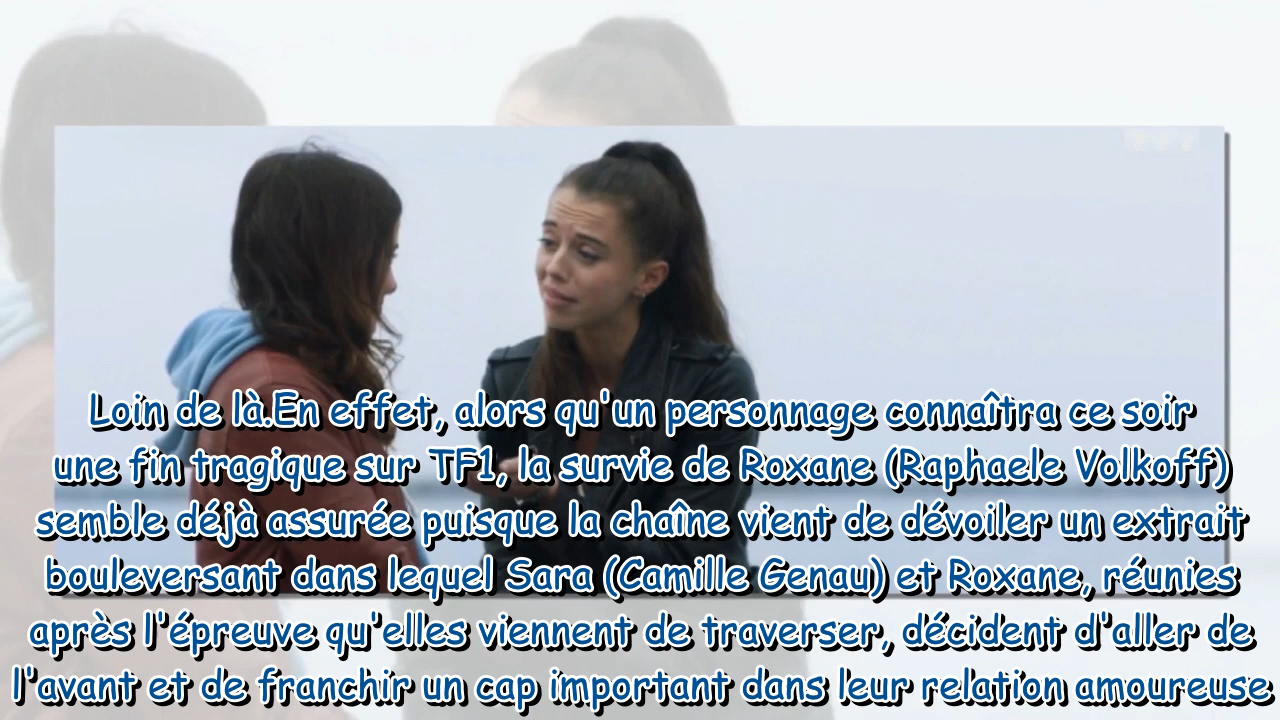 Loin de là.En effet, alors qu'un personnage connaîtra ce soir
une fin tragique sur TF1, la survie de Roxane (Raphaele Volkoff)
semble déjà assurée puisque la chaîne vient de dévoiler un extrait
bouleversant dans lequel Sara (Camille Genau) et Roxane, réunies
après l'épreuve qu'elles viennent de traverser, décident d'aller de
l'avant et de franchir un cap important dans leur relation amoureuse